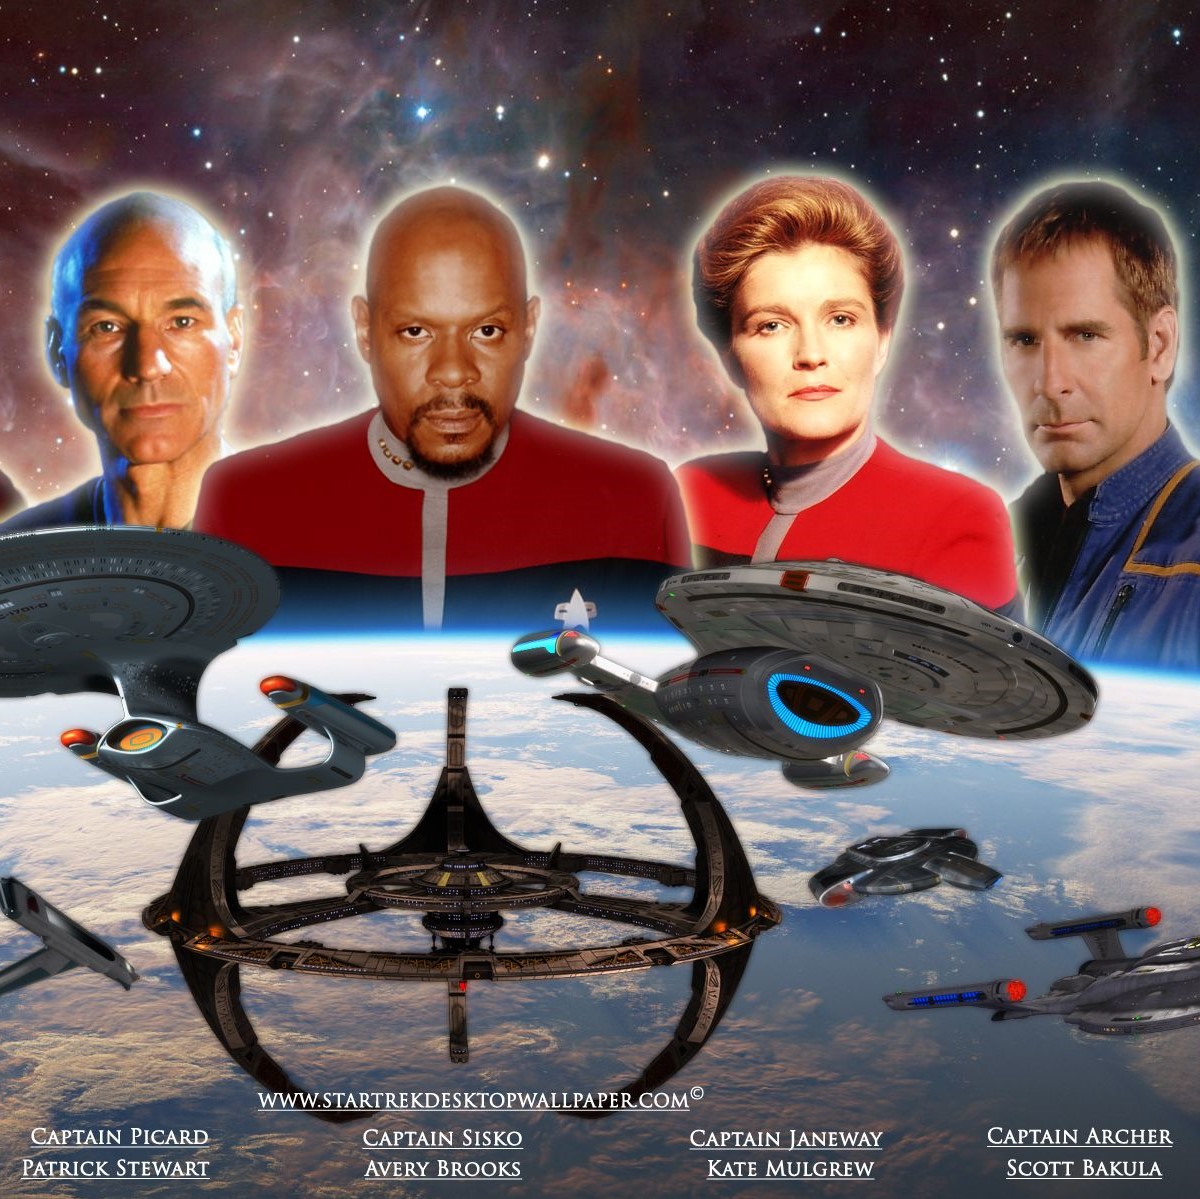 WWW.STARTREKDESKTOPWALLPAPER.COM©
CAPTAIN PICARD
PATRICK STEWART
CAPTAIN SISKO
AVERY BROOKS
CAPTAIN JANEWAY
KATE MULGREW
CAPTAIN ARCHER
SCOTT BAKULA